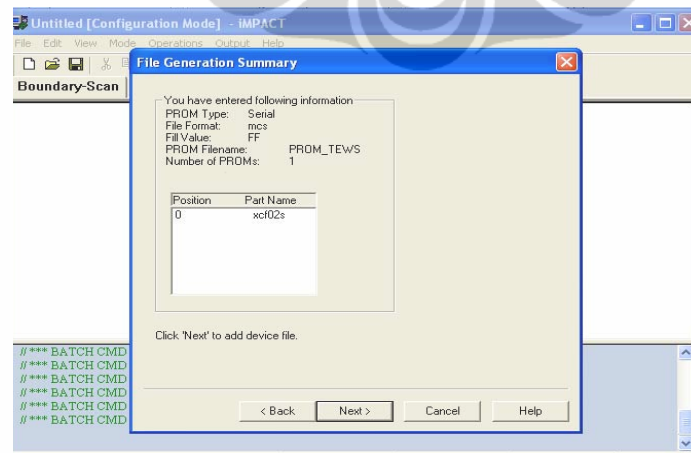 Untitled [Configuration Mode] - iMPACT
File Edit View Mode Operations Output Help
Boundary-Scan
File Generation Summary
You have entered following information
PROM Type: Serial
File Format: mcs
Fill Value: FF
PROM Filename: PROM_TEWS
Number of PROMs: 1
Position Part Name
0 xcf02s
Click 'Next' to add device file.
// *** BATCH CMD
// *** BATCH CMD
// *** BATCH CMD
// *** BATCH CMD
// *** BATCH CMD
// *** BATCH CMD
< Back Next > Cancel Help